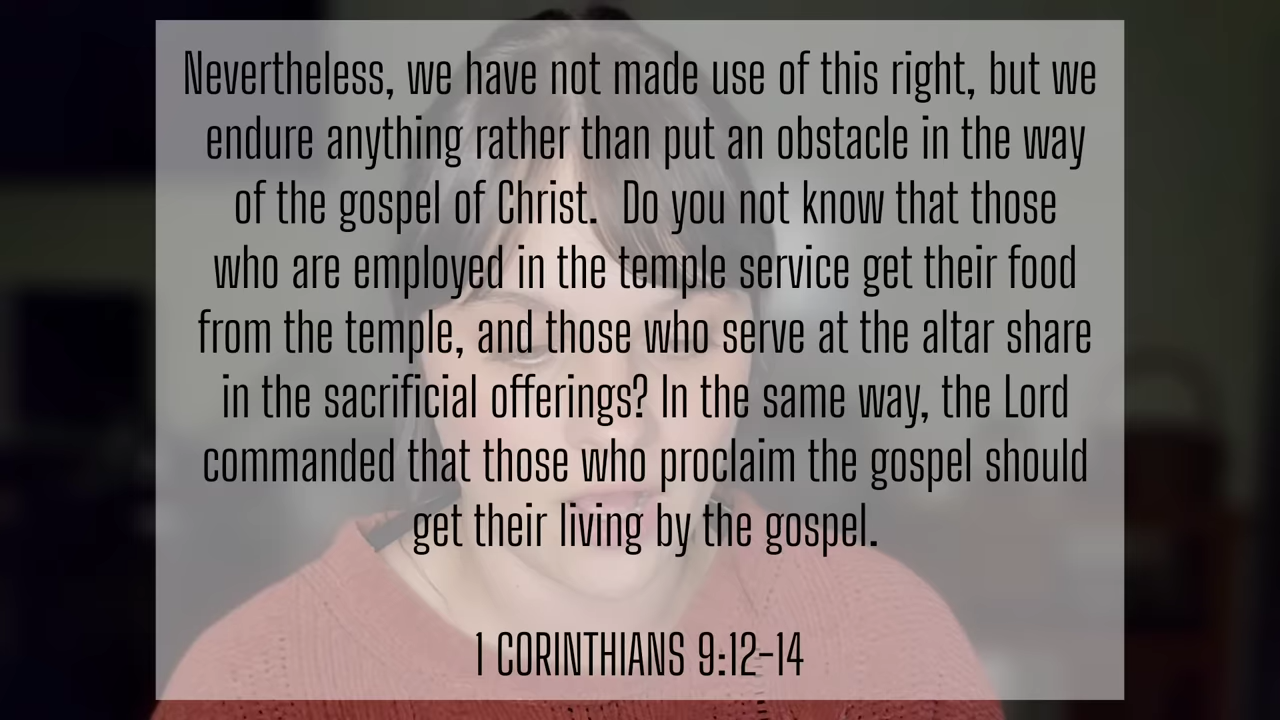 Nevertheless, we have not made use of this right, but we
endure anything rather than put an obstacle in the way
of the gospel of Christ.  Do you not know that those
who are employed in the temple service get their food
from the temple, and those who serve at the altar share
in the sacrificial offerings? In the same way, the Lord
commanded that those who proclaim the gospel should
get their living by the gospel.
1 CORINTHIANS 9:12-14